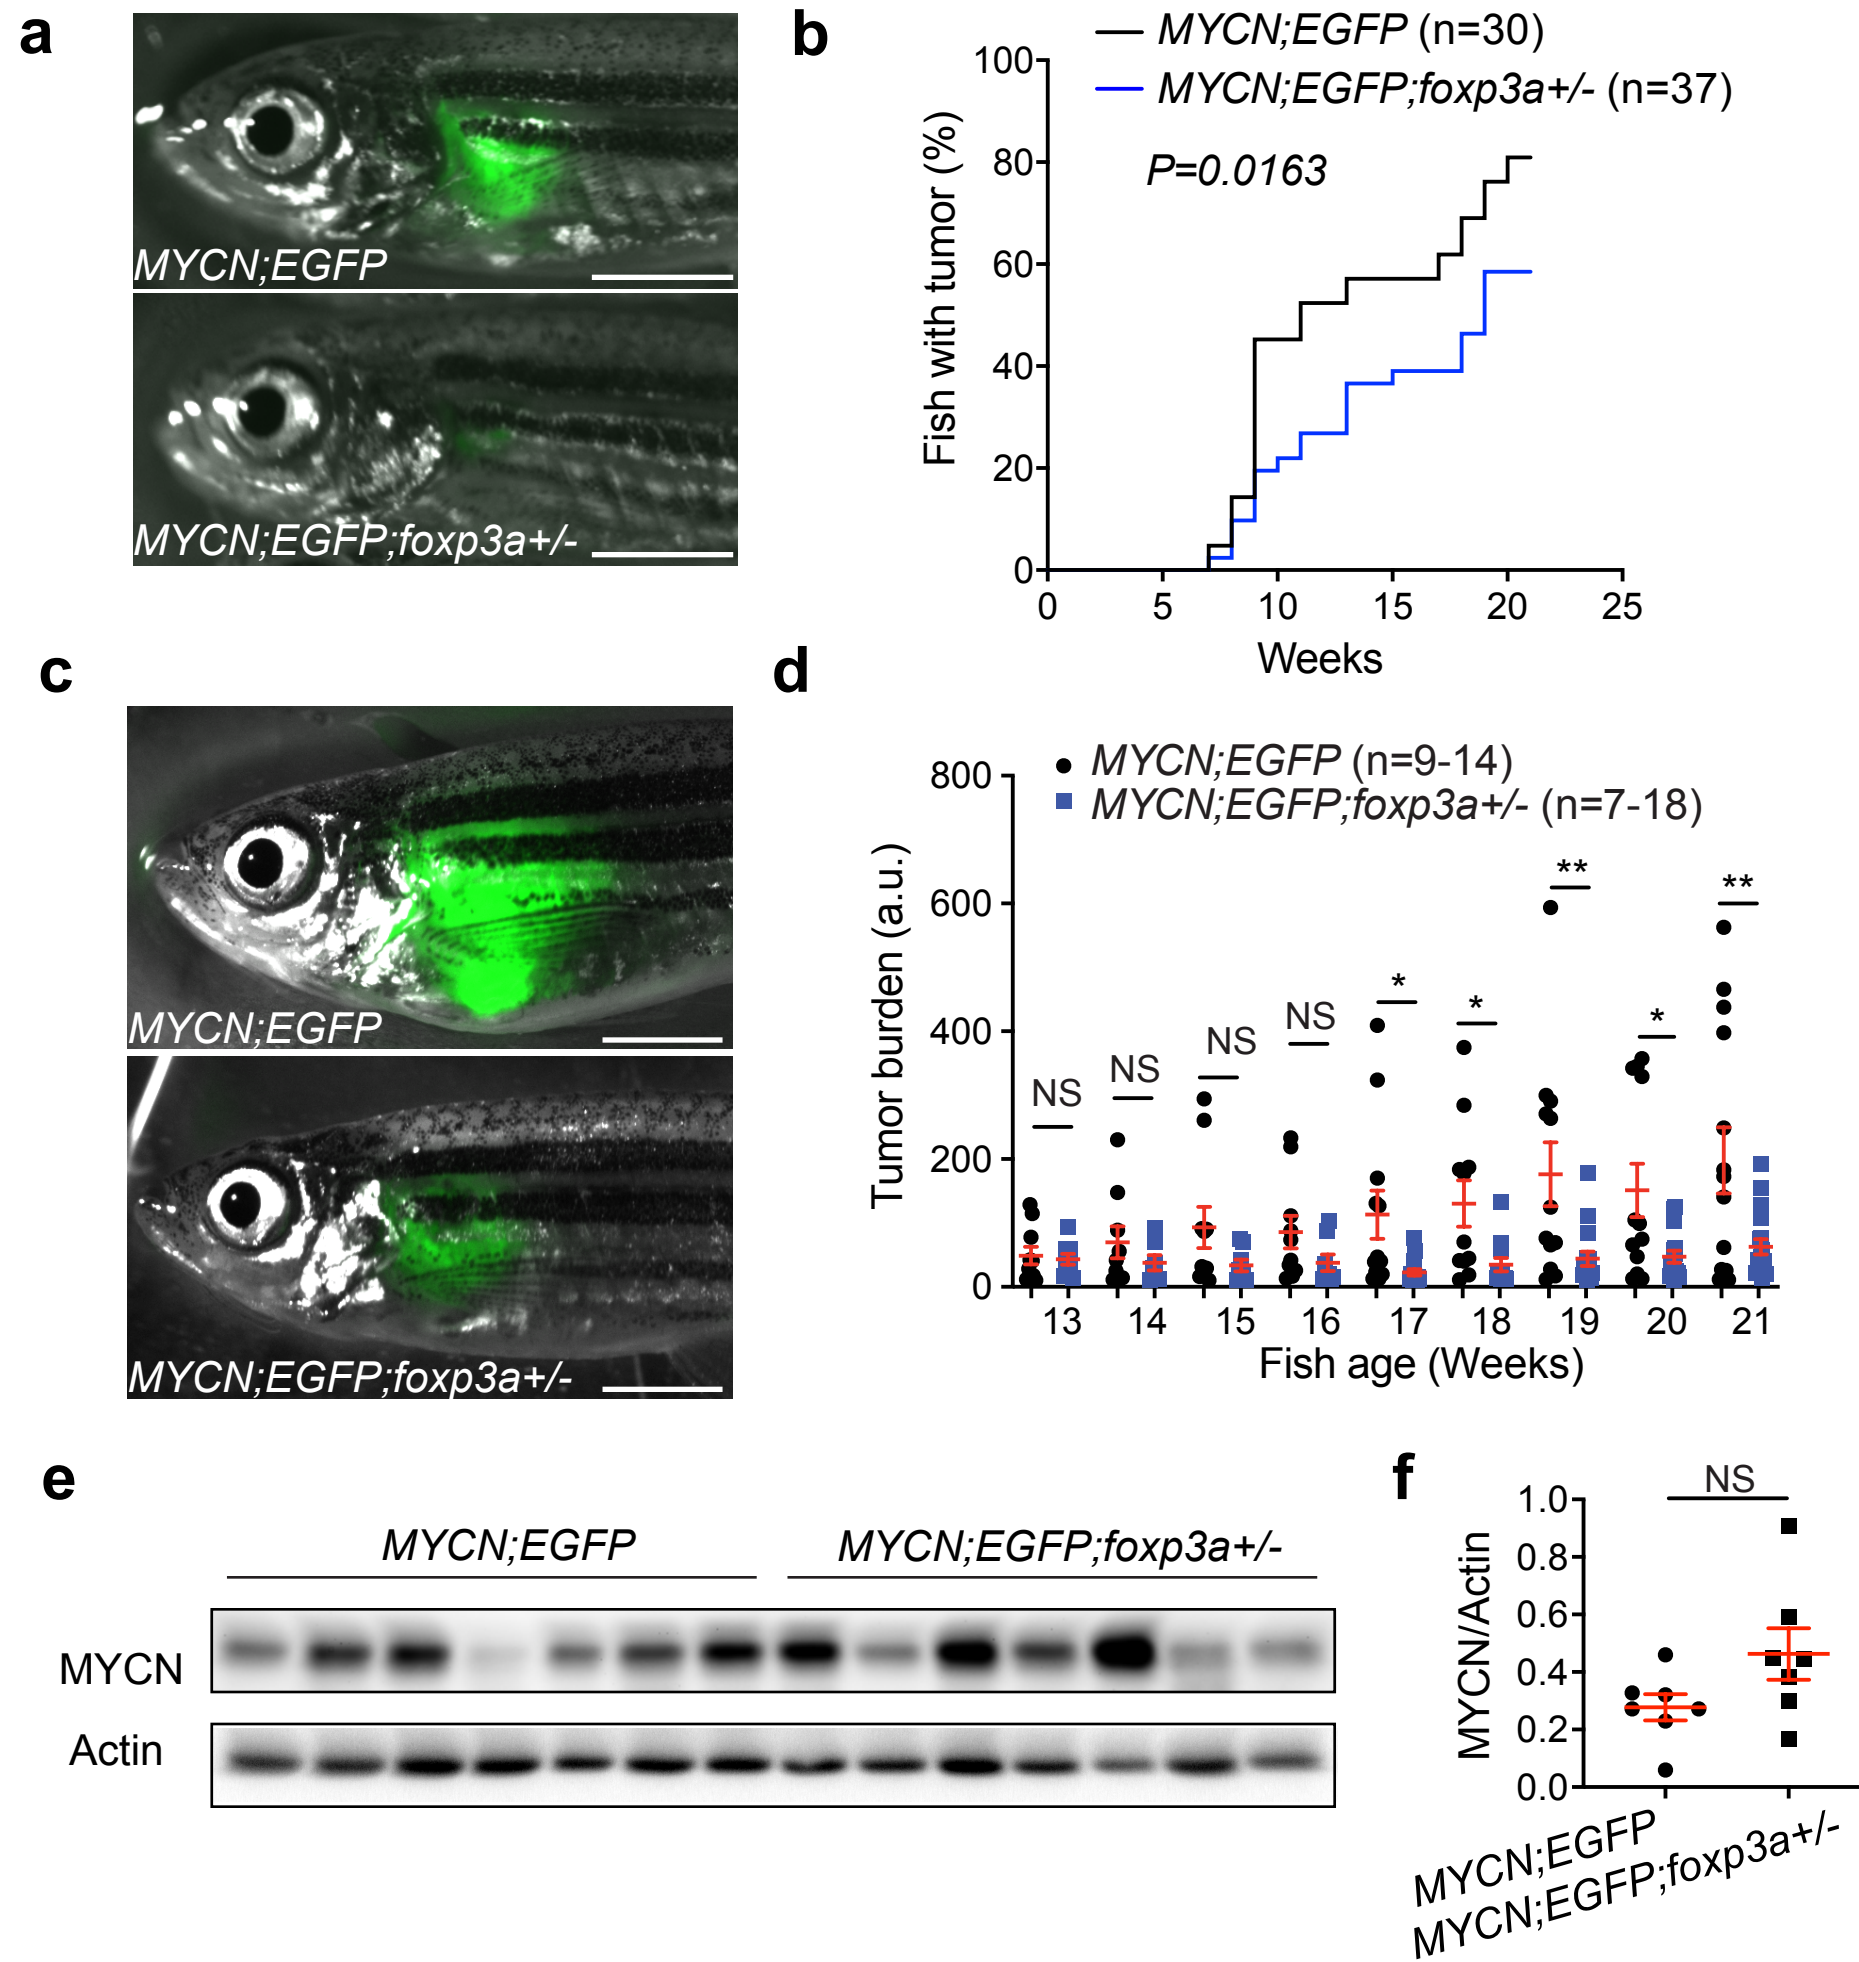 a
MYCN;EGFP
MYCN;EGFP;foxp3a+/-
b
MYCN;EGFP (n=30)
MYCN;EGFP;foxp3a+/- (n=37)
P=0.0163
Fish with tumor (%)
100
80
60
40
20
0
0 5 10 15 20 25
Weeks
c
MYCN;EGFP
MYCN;EGFP;foxp3a+/-
d
MYCN;EGFP (n=9-14)
MYCN;EGFP;foxp3a+/- (n=7-18)
Tumor burden (a.u.)
800
600
400
200
0
NS NS NS NS * * ** * **
13 14 15 16 17 18 19 20 21
Fish age (Weeks)
e
MYCN;EGFP MYCN;EGFP;foxp3a+/-
MYCN
Actin
f
NS
MYCN/Actin
1.0
0.8
0.6
0.4
0.2
0.0
MYCN;EGFP
MYCN;EGFP;foxp3a+/-